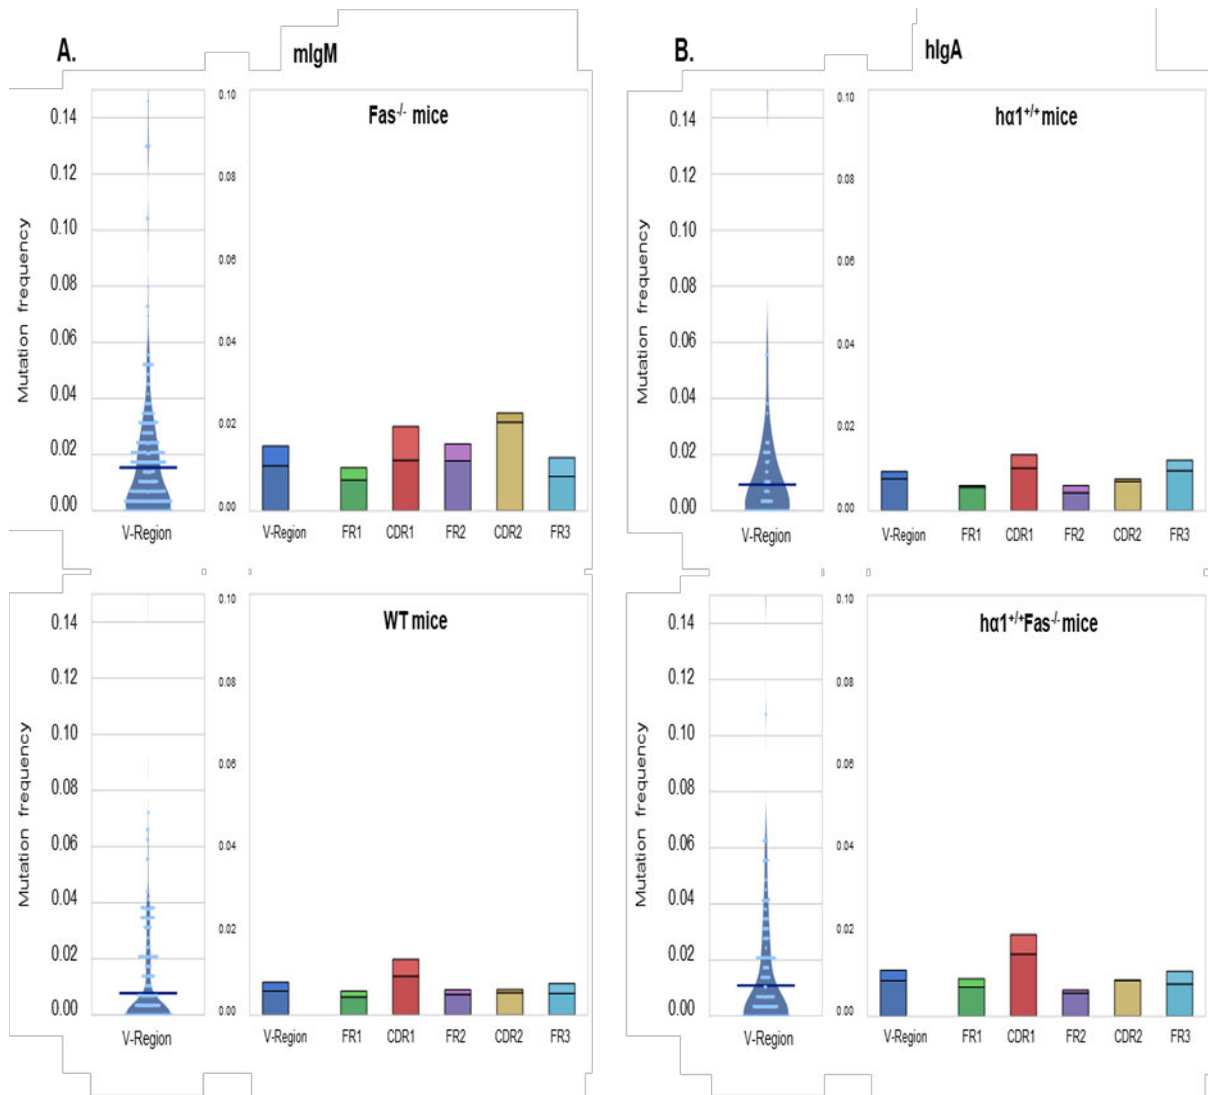 A.
mIgM
B.
hIgA
Fas-/- mice
Mutation frequency
0.14
0.12
0.10
0.08
0.06
0.04
0.02
0.00
V-Region
0.10
0.08
0.06
0.04
0.02
0.00
V-Region FR1 CDR1 FR2 CDR2 FR3
hα1+/+ mice
Mutation frequency
0.14
0.12
0.10
0.08
0.06
0.04
0.02
0.00
V-Region
0.10
0.08
0.06
0.04
0.02
0.00
V-Region FR1 CDR1 FR2 CDR2 FR3
WT mice
Mutation frequency
0.14
0.12
0.10
0.08
0.06
0.04
0.02
0.00
V-Region
0.10
0.08
0.06
0.04
0.02
0.00
V-Region FR1 CDR1 FR2 CDR2 FR3
hα1+/+Fas-/- mice
Mutation frequency
0.14
0.12
0.10
0.08
0.06
0.04
0.02
0.00
V-Region
0.10
0.08
0.06
0.04
0.02
0.00
V-Region FR1 CDR1 FR2 CDR2 FR3